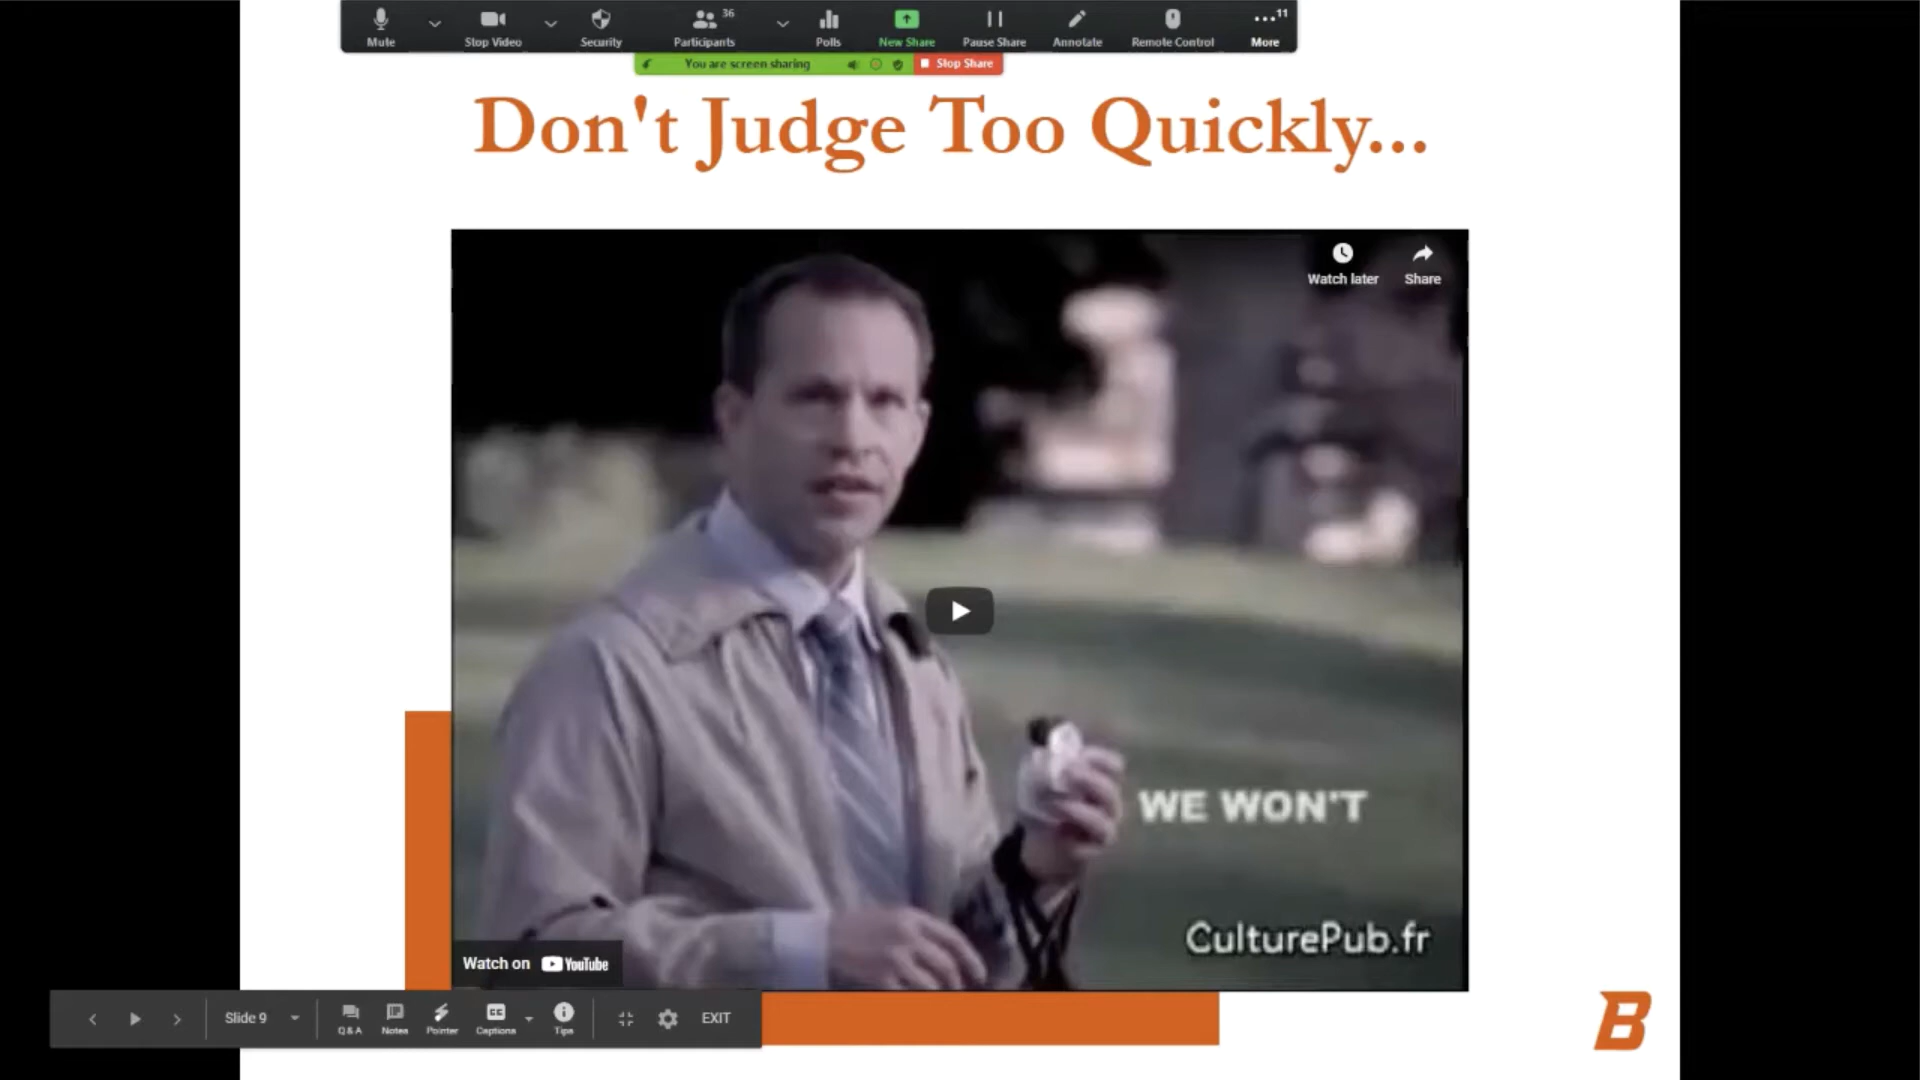 36
11
Mute
Stop Video
Security
Participants
Polls
New Share
Pause Share
Annotate
Remote Control
More
You are screen sharing
Stop Share
Don't Judge Too Quickly...
Watch later
Share
WE WON'T
CulturePub.fr
Watch on YouTube
Slide 9
Q&A
Notes
Pointer
CC
Captions
Tips
EXIT
B